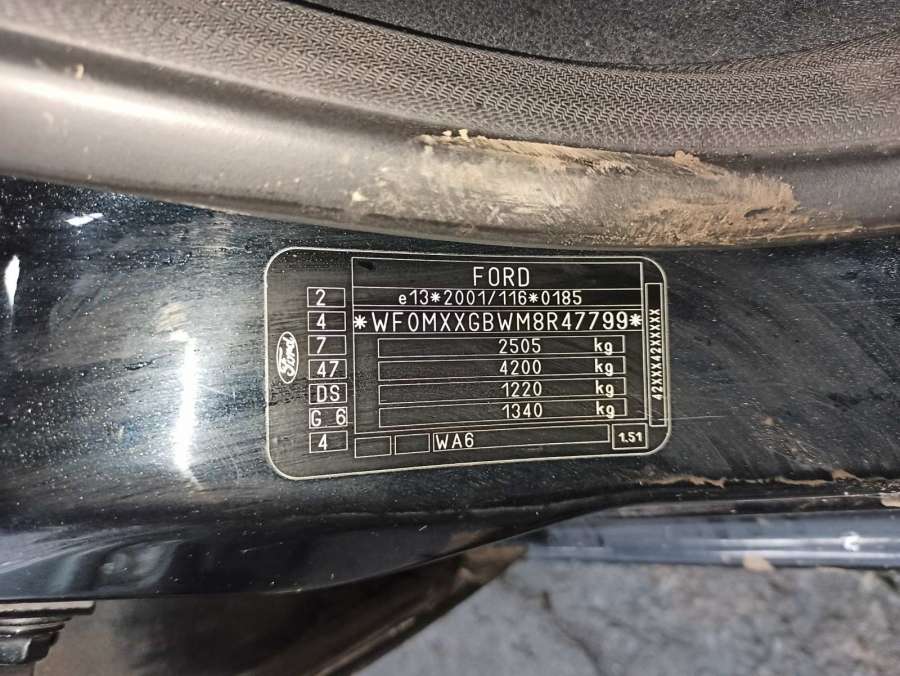 FORD
2 e13*2001/116*0185
4 *WF0MXXGBWM8R47799*
7 2505 kg
47 4200 kg
DS 1220 kg
G 6 1340 kg
4 WA6 1.51
Ford
42XXX42XXXXX